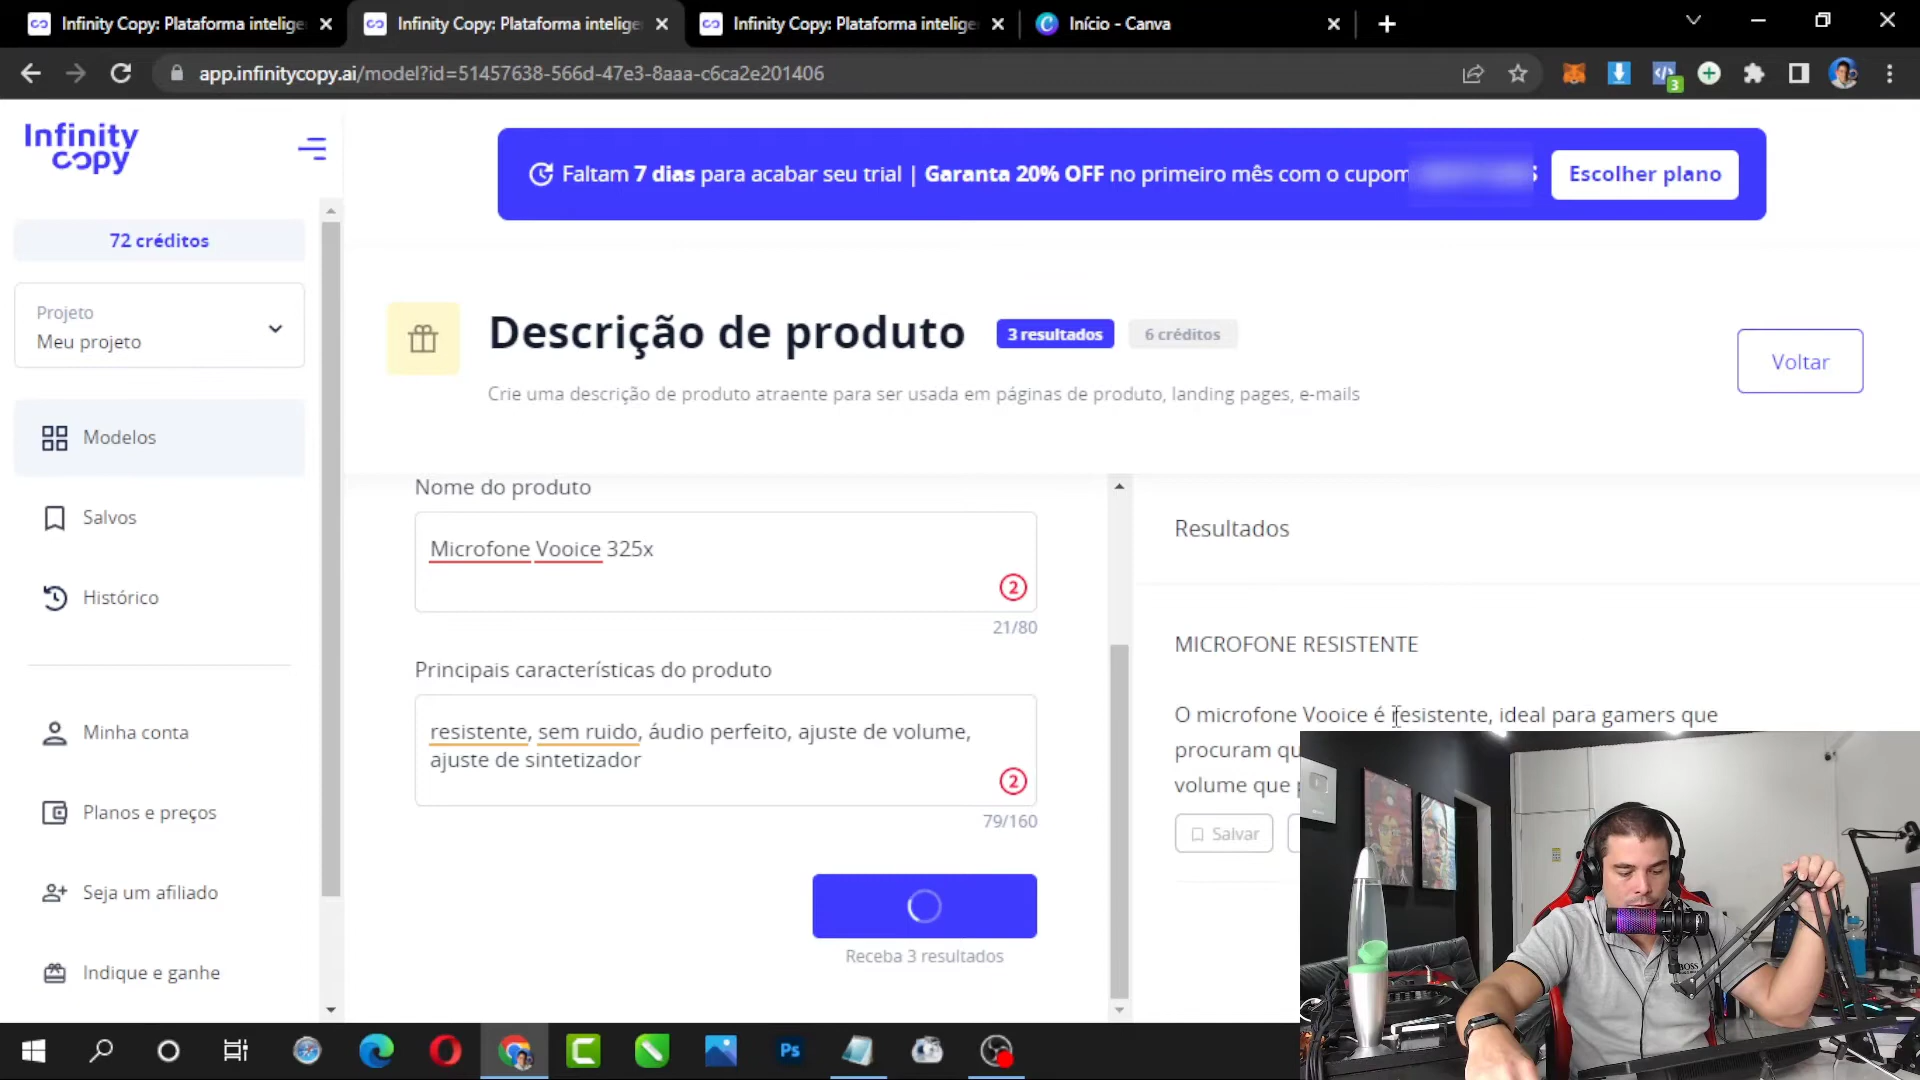 Infinity Copy: Plataforma intelige
Infinity Copy: Plataforma intelige
Infinity Copy: Plataforma intelige
Início - Canva
app.infinitycopy.ai/model?id=51457638-566d-47e3-8aaa-c6ca2e201406
3
Infinity
copy
Faltam 7 dias para acabar seu trial | Garanta 20% OFF no primeiro mês com o cupom
Escolher plano
72 créditos
Projeto
Meu projeto
Modelos
Salvos
Histórico
Minha conta
Planos e preços
Seja um afiliado
Indique e ganhe
Descrição de produto
3 resultados
6 créditos
Crie uma descrição de produto atraente para ser usada em páginas de produto, landing pages, e-mails
Voltar
Nome do produto
Microfone Vooice 325x
2
21/80
Principais características do produto
resistente, sem ruido, áudio perfeito, ajuste de volume,
ajuste de sintetizador
2
79/160
Receba 3 resultados
Resultados
MICROFONE RESISTENTE
O microfone Vooice é resistente, ideal para gamers que
procuram qu
volume que
Salvar
BOSS
Ps